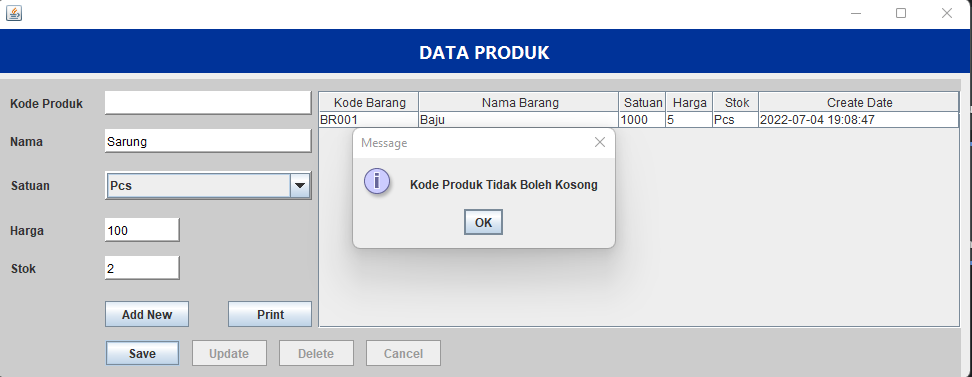 DATA PRODUK
Kode Produk
Nama Sarung
Satuan Pcs
Harga 100
Stok 2
Add New Print
Save Update Delete Cancel
Kode Barang Nama Barang Satuan Harga Stok Create Date
BR001 Baju 1000 5 Pcs 2022-07-04 19:08:47
Message
Kode Produk Tidak Boleh Kosong
OK